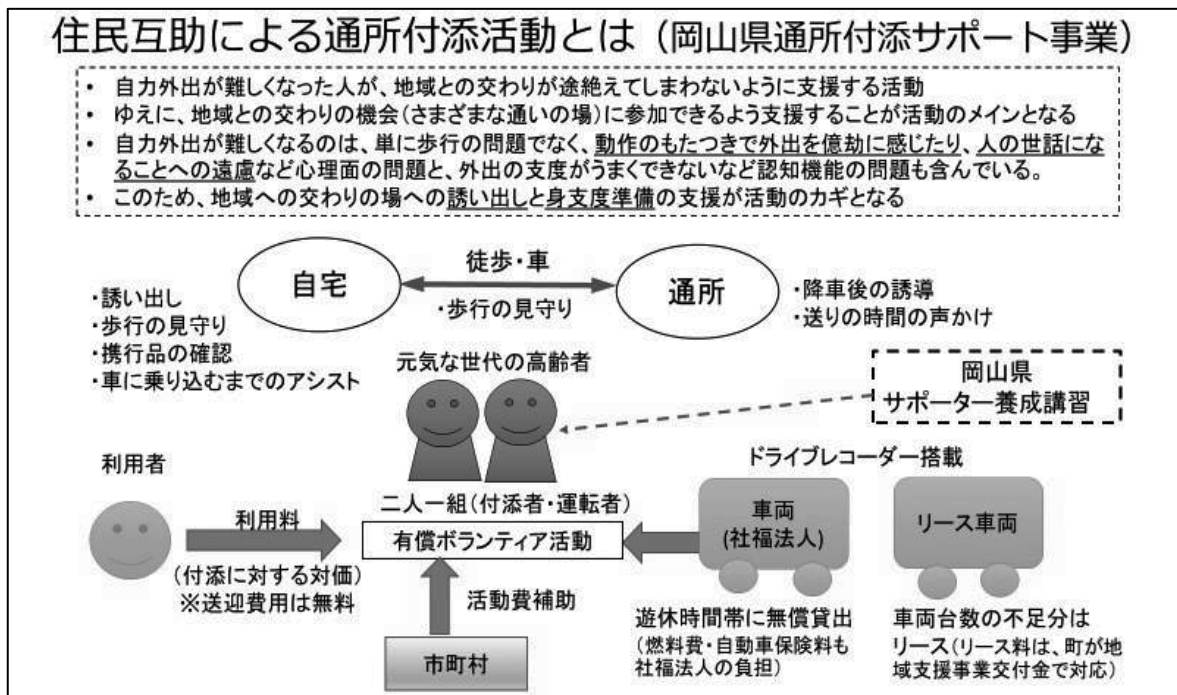 住民互助による通所付添活動とは（岡山県通所付添サポート事業）
• 自力外出が難しくなった人が、地域との交わりが途絶えてしまわないように支援する活動
• ゆえに、地域との交わりの機会（さまざまな通いの場）に参加できるよう支援することが活動のメインとなる
• 自力外出が難しくなるのは、単に歩行の問題でなく、動作のもたつきで外出を億劫に感じたり、人の世話にな
ることへの遠慮など心理面の問題と、外出の支度がうまくできないなど認知機能の問題も含んでいる。
• このため、地域への交わりの場への誘い出しと身支度準備の支援が活動のカギとなる
自宅
徒歩・車
・歩行の見守り
通所
・誘い出し
・歩行の見守り
・携行品の確認
・車に乗り込むまでのアシスト
・降車後の誘導
・送りの時間の声かけ
元気な世代の高齢者
岡山県
サポーター養成講習
利用者
二人一組（付添者・運転者）
有償ボランティア活動
利用料
（付添に対する対価）
※送迎費用は無料
活動費補助
市町村
ドライブレコーダー搭載
車両
（社福法人）
リース車両
遊休時間帯に無償貸出
（燃料費・自動車保険料も
社福法人の負担）
車両台数の不足分は
リース（リース料は、町が地
域支援事業交付金で対応）